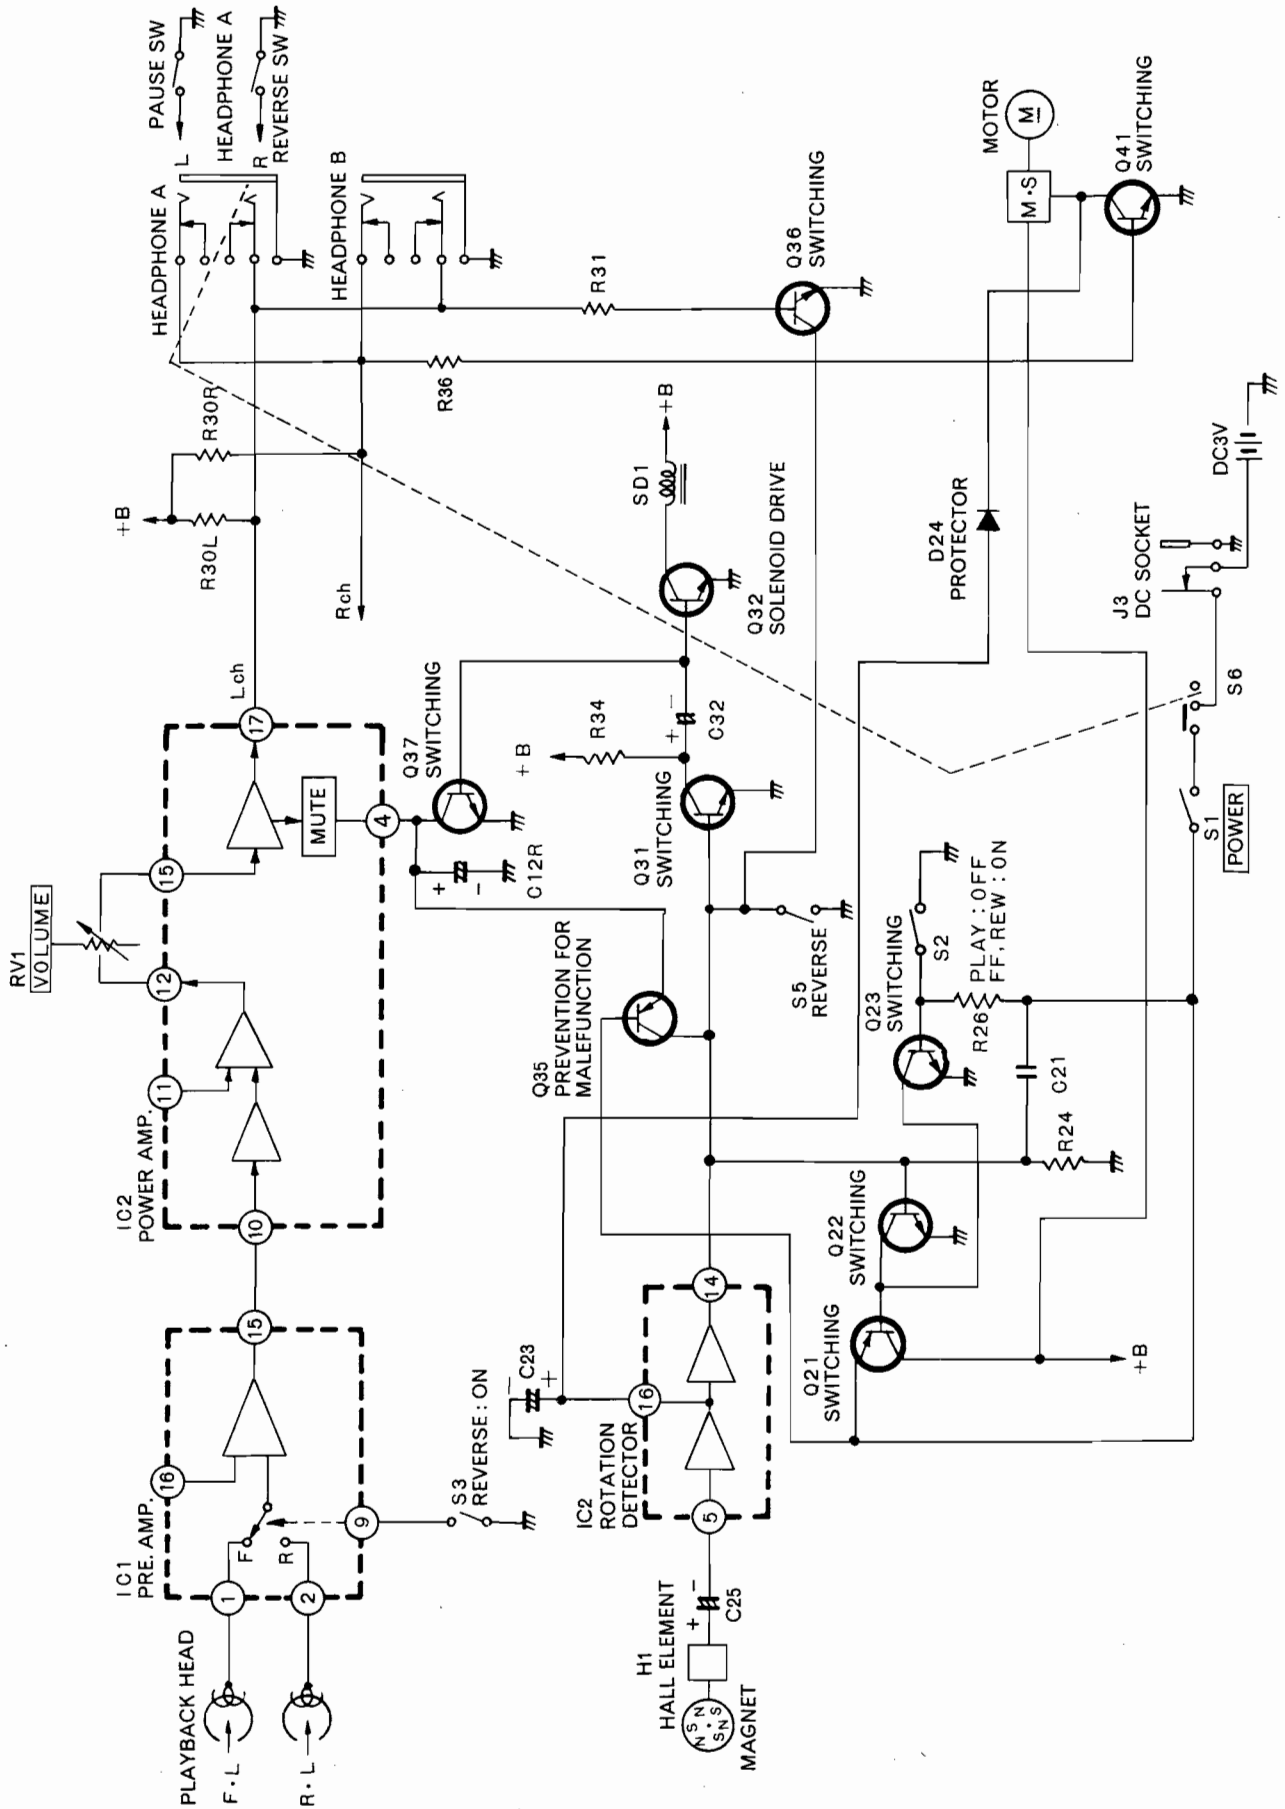 PLAYBACK HEAD
F·L
R·L
IC1
PRE. AMP.
16
1
2
F
R
9
15
S3
REVERSE : ON
IC2
POWER AMP.
10
11
12
15
RV1
VOLUME
MUTE
4
17
Lch
Rch
+B
R30L
R30R
HEADPHONE A
PAUSE SW
L
HEADPHONE A
R
REVERSE SW
HEADPHONE B
Q37
SWITCHING
+
-
C12R
Q35
PREVENTION FOR
MALEFUNCTION
+B
R34
+
-
C32
Q31
SWITCHING
Q32
SOLENOID DRIVE
SD1
+B
R36
R31
Q36
SWITCHING
S5
REVERSE
H1
HALL ELEMENT
N S N
S N S
MAGNET
+
-
C25
IC2
ROTATION
DETECTOR
5
16
14
-
C23
+
Q21
SWITCHING
+B
Q22
SWITCHING
Q23
SWITCHING
S2
PLAY : OFF
FF, REW : ON
R26
C21
R24
D24
PROTECTOR
MOTOR
M
M·S
Q41
SWITCHING
S1
POWER
S6
J3
DC SOCKET
DC3V